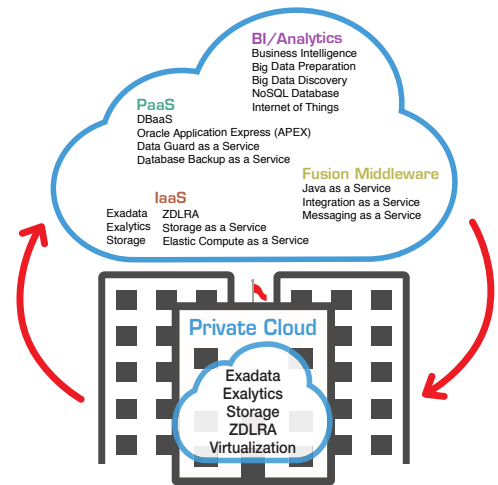 BI/Analytics
Business Intelligence
Big Data Preparation
Big Data Discovery
NoSQL Database
Internet of Things
PaaS
DBaaS
Oracle Application Express (APEX)
Data Guard as a Service
Database Backup as a Service
Fusion Middleware
Java as a Service
Integration as a Service
Messaging as a Service
IaaS
Exadata ZDLRA
Exalytics Storage as a Service
Storage Elastic Compute as a Service
Private Cloud
Exadata
Exalytics
Storage
ZDLRA
Virtualization